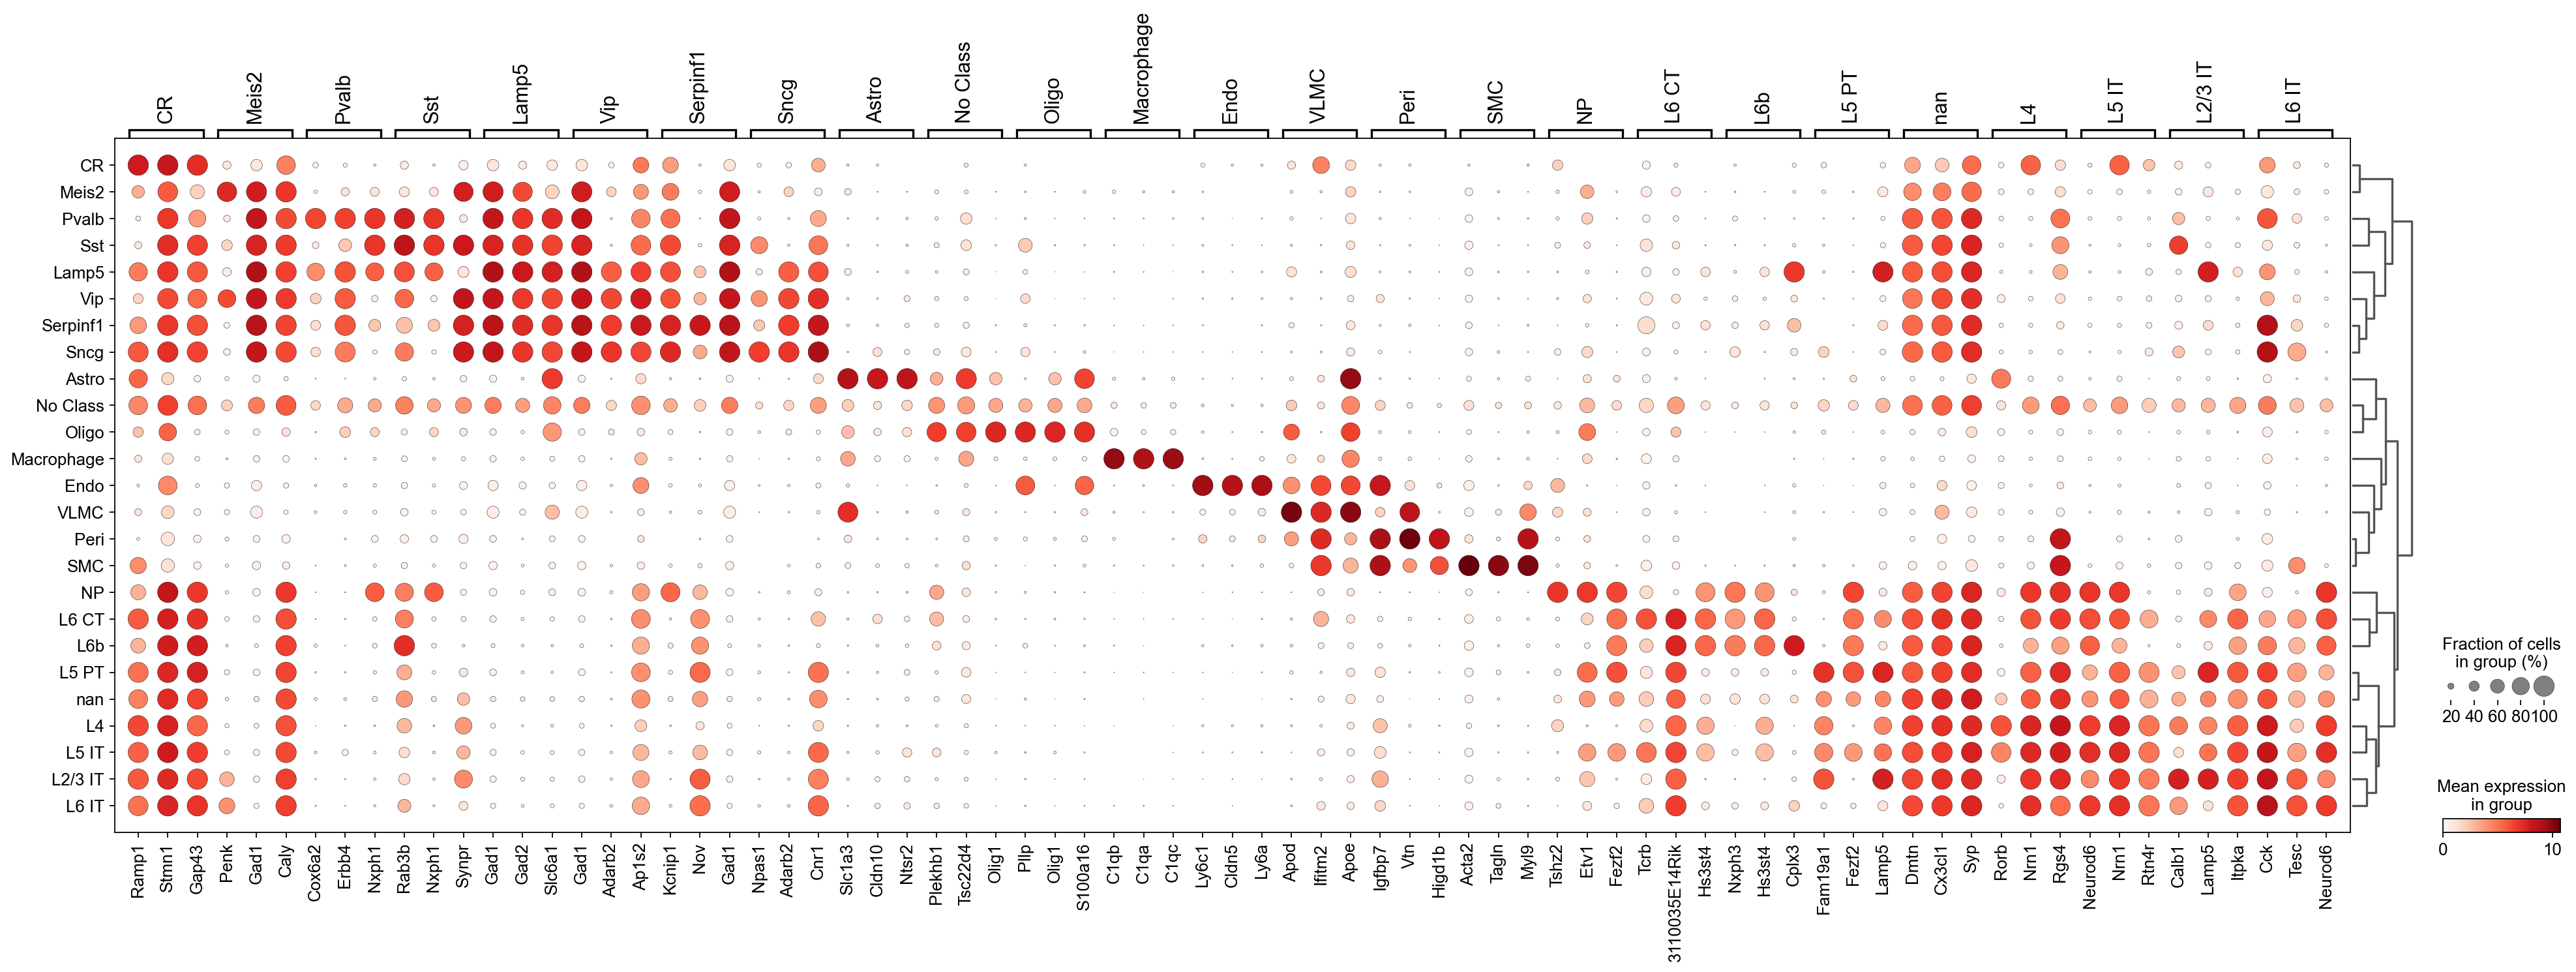 CR
Meis2
Pvalb
Sst
Lamp5
Vip
Serpinf1
Sncg
Astro
No Class
Oligo
Macrophage
Endo
VLMC
Peri
SMC
NP
L6 CT
L6b
L5 PT
nan
L4
L5 IT
L2/3 IT
L6 IT
CR
Meis2
Pvalb
Sst
Lamp5
Vip
Serpinf1
Sncg
Astro
No Class
Oligo
Macrophage
Endo
VLMC
Peri
SMC
NP
L6 CT
L6b
L5 PT
nan
L4
L5 IT
L2/3 IT
L6 IT
Ramp1
Stmn1
Gap43
Penk
Gad1
Caly
Cox6a2
Erbb4
Nxph1
Rab3b
Nxph1
Synpr
Gad1
Gad2
Slc6a1
Gad1
Adarb2
Ap1s2
Kcnip1
Nov
Gad1
Npas1
Adarb2
Cnr1
Slc1a3
Cldn10
Ntsr2
Plekhb1
Tsc22d4
Olig1
Pllp
Olig1
S100a16
C1qb
C1qa
C1qc
Ly6c1
Cldn5
Ly6a
Apod
Ifitm2
Apoe
Igfbp7
Vtn
Higd1b
Acta2
Tagln
Myl9
Tshz2
Etv1
Fezf2
Tcrb
3110035E14Rik
Hs3st4
Nxph3
Hs3st4
Cplx3
Fam19a1
Fezf2
Lamp5
Dmtn
Cx3cl1
Syp
Rorb
Nrn1
Rgs4
Neurod6
Nrn1
Rtn4r
Calb1
Lamp5
Itpka
Cck
Tesc
Neurod6
Fraction of cells
in group (%)
20 40 60 80 100
Mean expression
in group
0 10